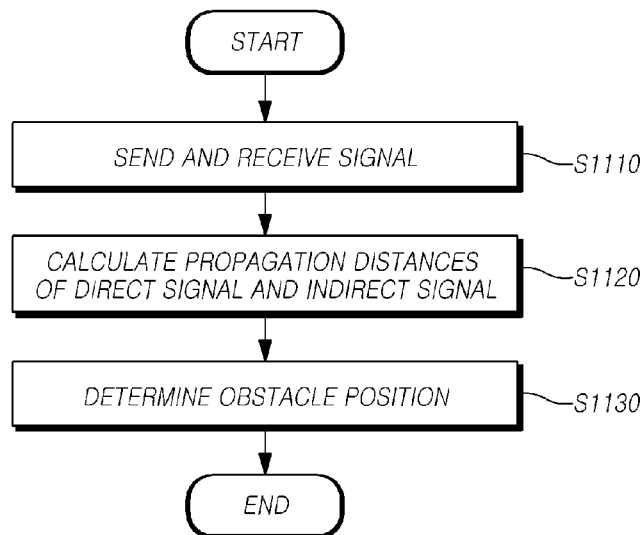 START
SEND AND RECEIVE SIGNAL
S1110
CALCULATE PROPAGATION DISTANCES
OF DIRECT SIGNAL AND INDIRECT SIGNAL
S1120
DETERMINE OBSTACLE POSITION
S1130
END